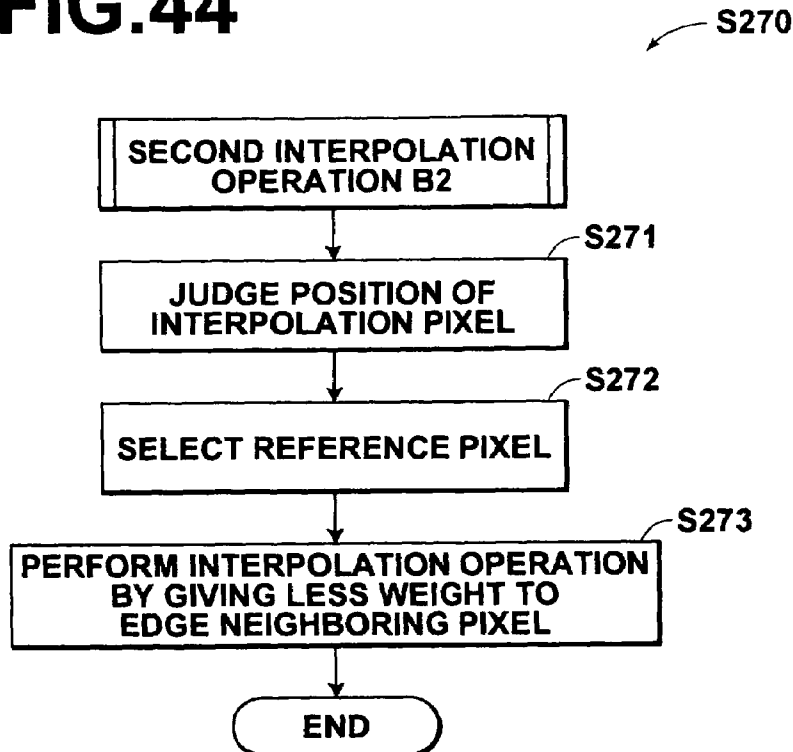 FIG.44
S270
SECOND INTERPOLATION
OPERATION B2
S271
JUDGE POSITION OF
INTERPOLATION PIXEL
S272
SELECT REFERENCE PIXEL
S273
PERFORM INTERPOLATION OPERATION
BY GIVING LESS WEIGHT TO
EDGE NEIGHBORING PIXEL
END